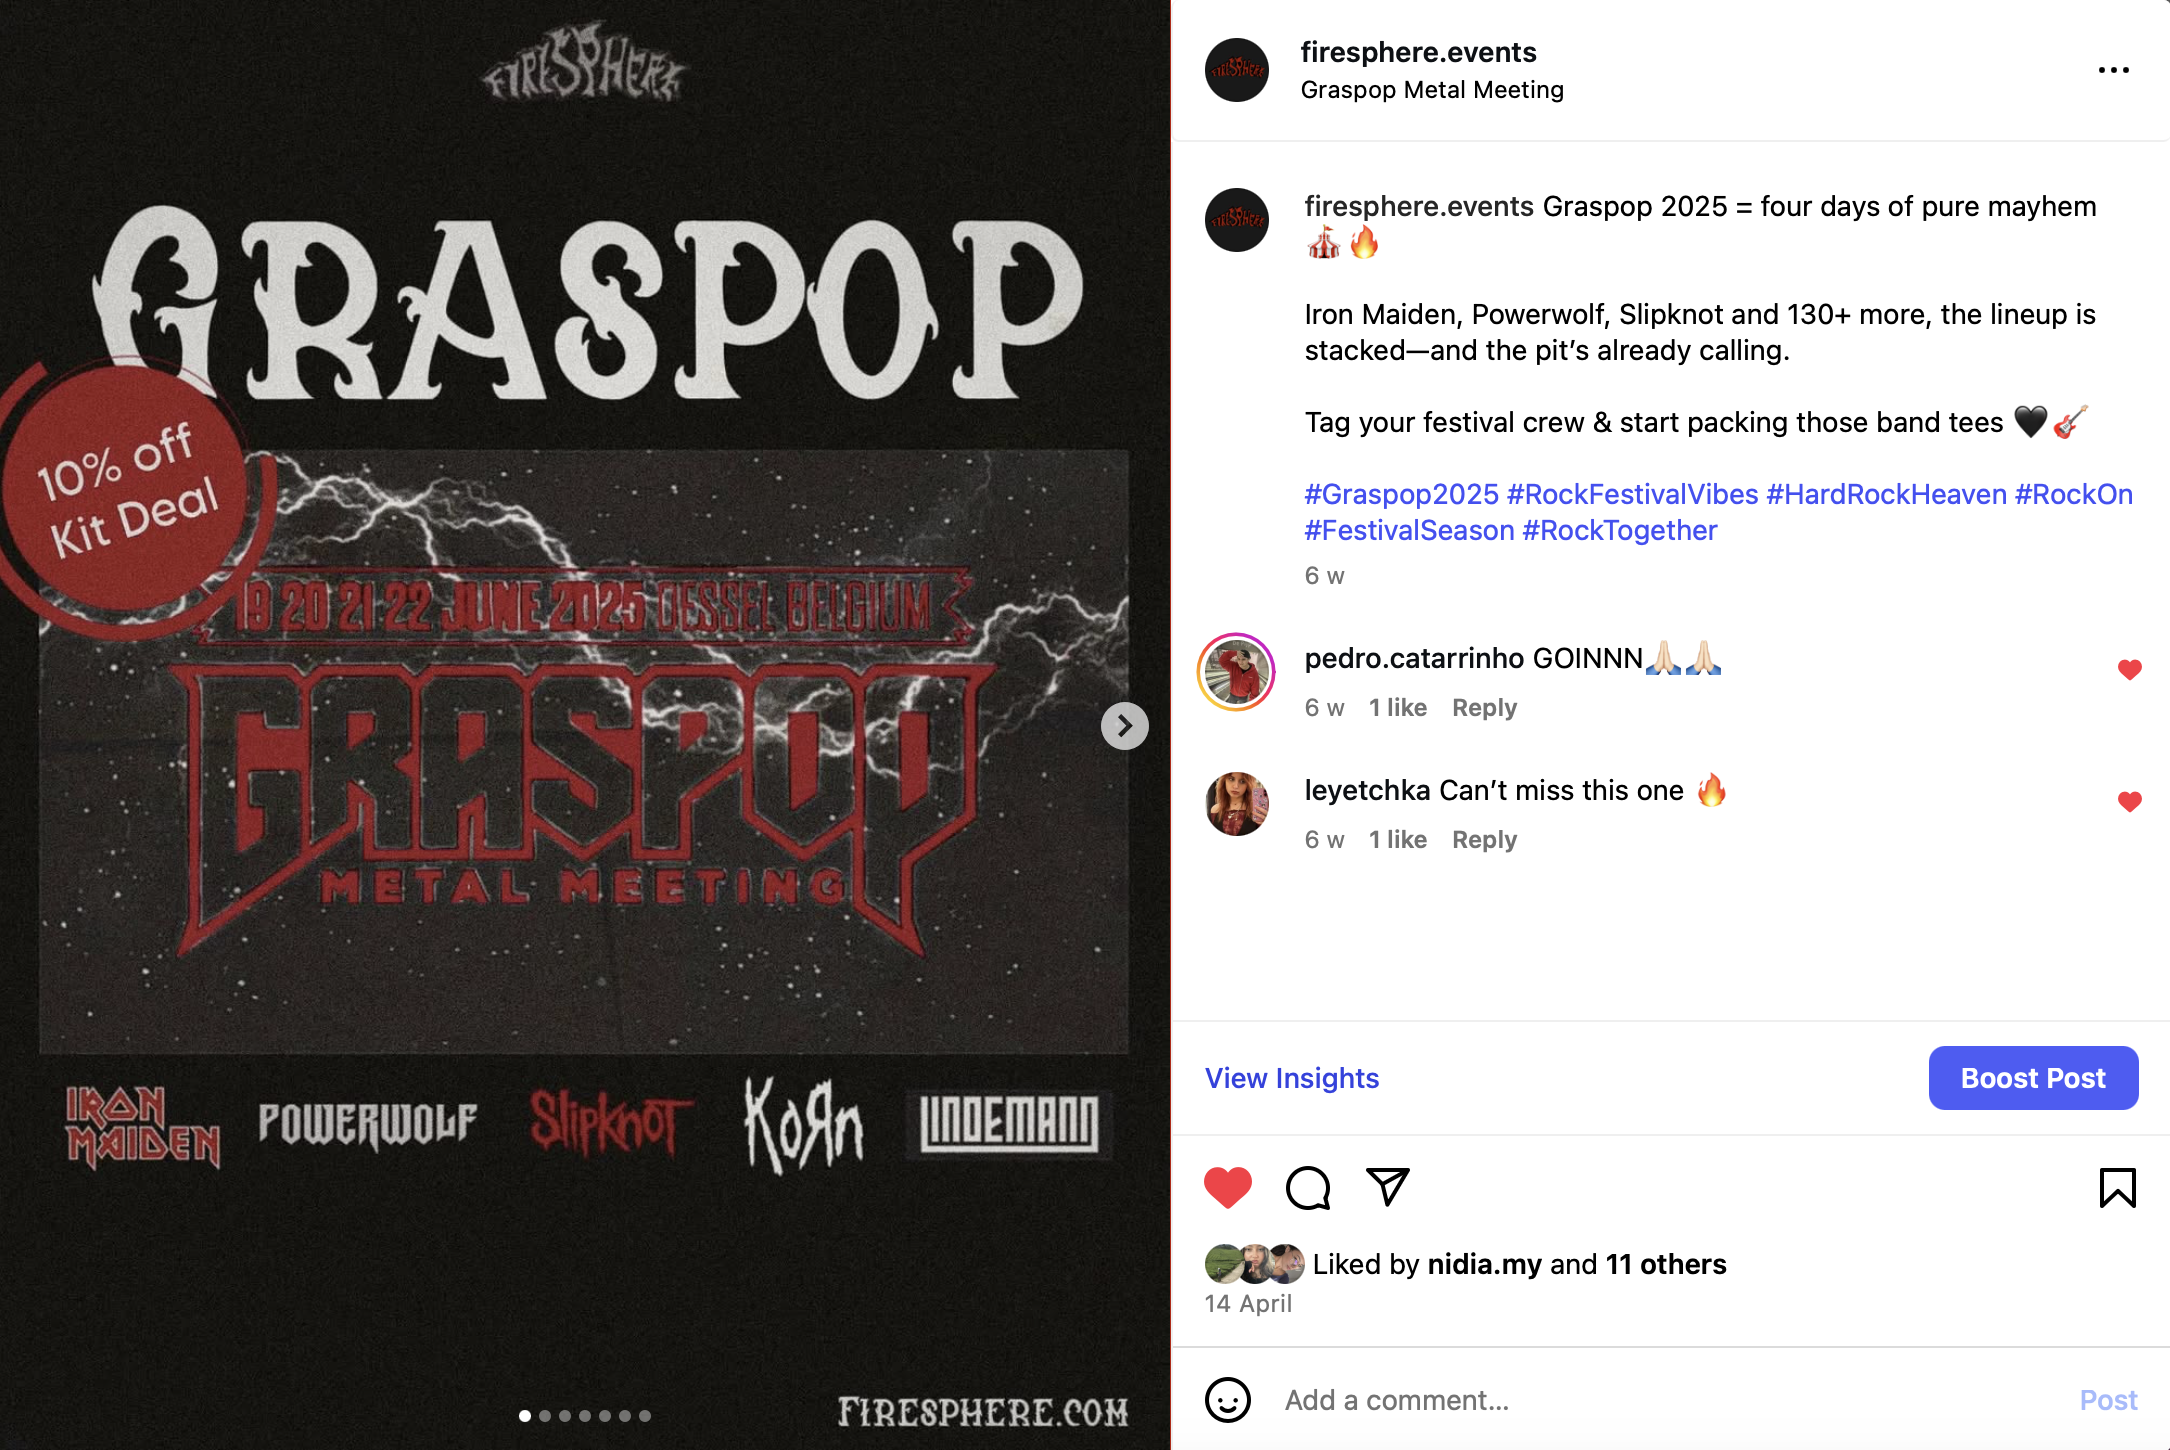 FIRESPHERE
GRASPOP
10% off
Kit Deal
19 20 21 22 JUNE 2025 DESSEL BELGIUM
GRASPOP
METAL MEETING
IRON
MAIDEN
POWERWOLF
SlipKnoT
KoЯn
LINDEMANN
FIRESPHERE.COM
FIRESPHERE
firesphere.events
Graspop Metal Meeting
FIRESPHERE
firesphere.events Graspop 2025 = four days of pure mayhem
🎪🔥
Iron Maiden, Powerwolf, Slipknot and 130+ more, the lineup is
stacked—and the pit’s already calling.
Tag your festival crew & start packing those band tees 🖤🎸
#Graspop2025 #RockFestivalVibes #HardRockHeaven #RockOn
#FestivalSeason #RockTogether
6 w
pedro.catarrinho GOINNN🙏🏻🙏🏻
6 w 1 like Reply
leyetchka Can’t miss this one 🔥
6 w 1 like Reply
View Insights
Boost Post
Liked by nidia.my and 11 others
14 April
Add a comment...
Post